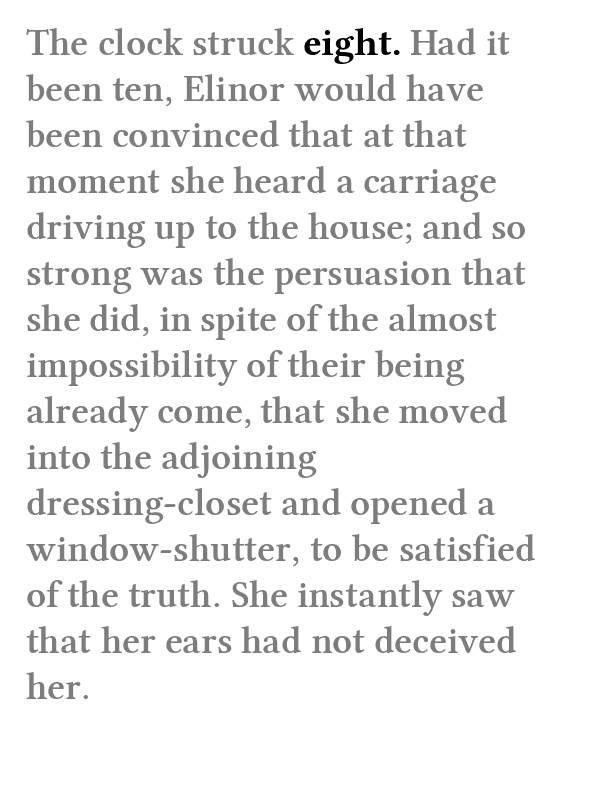 The clock struck eight. Had it
been ten, Elinor would have
been convinced that at that
moment she heard a carriage
driving up to the house; and so
strong was the persuasion that
she did, in spite of the almost
impossibility of their being
already come, that she moved
into the adjoining
dressing-closet and opened a
window-shutter, to be satisfied
of the truth. She instantly saw
that her ears had not deceived
her.